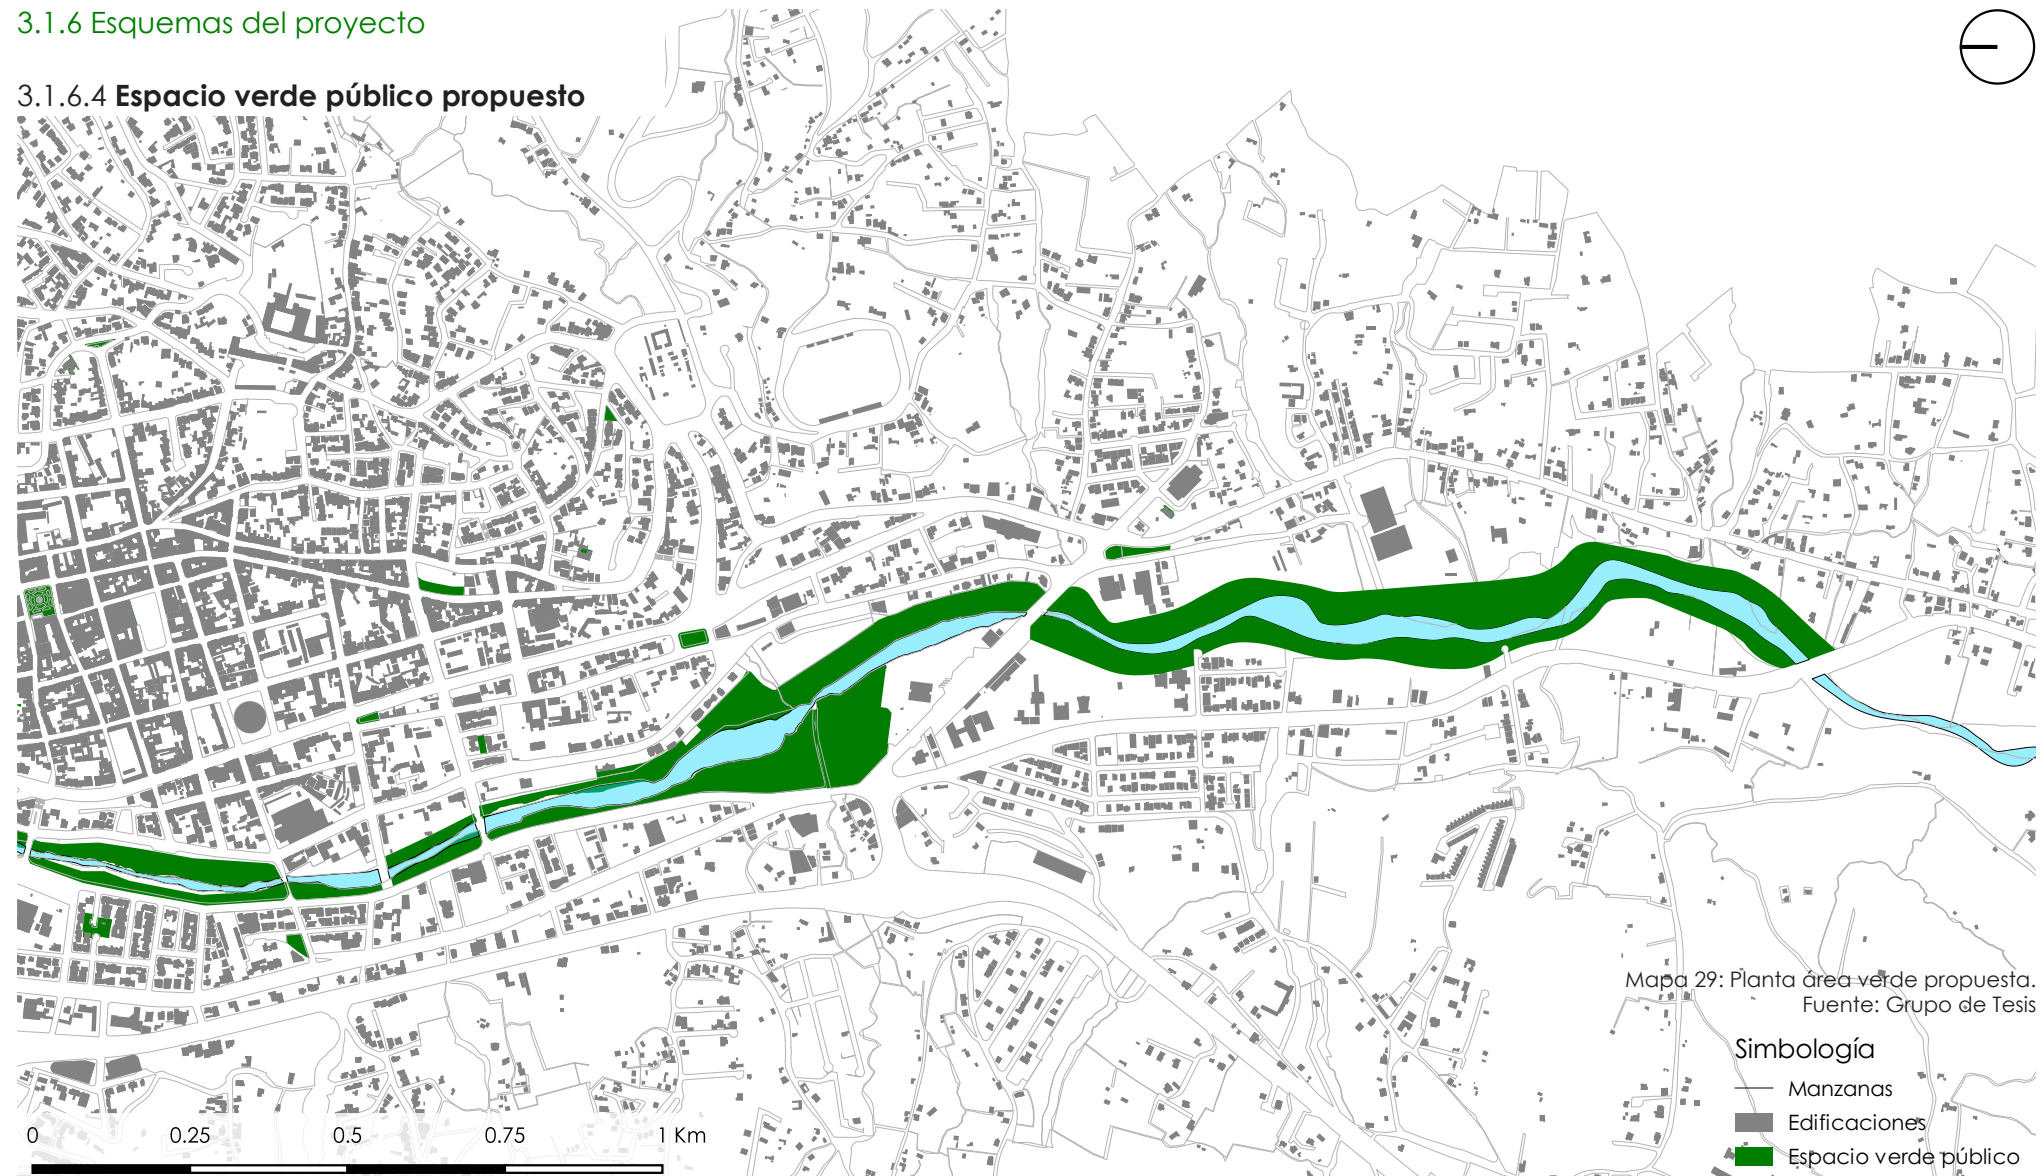 3.1.6 Esquemas del proyecto
3.1.6.4 Espacio verde público propuesto
Mapa 29: Planta área verde propuesta.
Fuente: Grupo de Tesis
Simbología
Manzanas
Edificaciones
Espacio verde público
0 0.25 0.5 0.75 1 Km